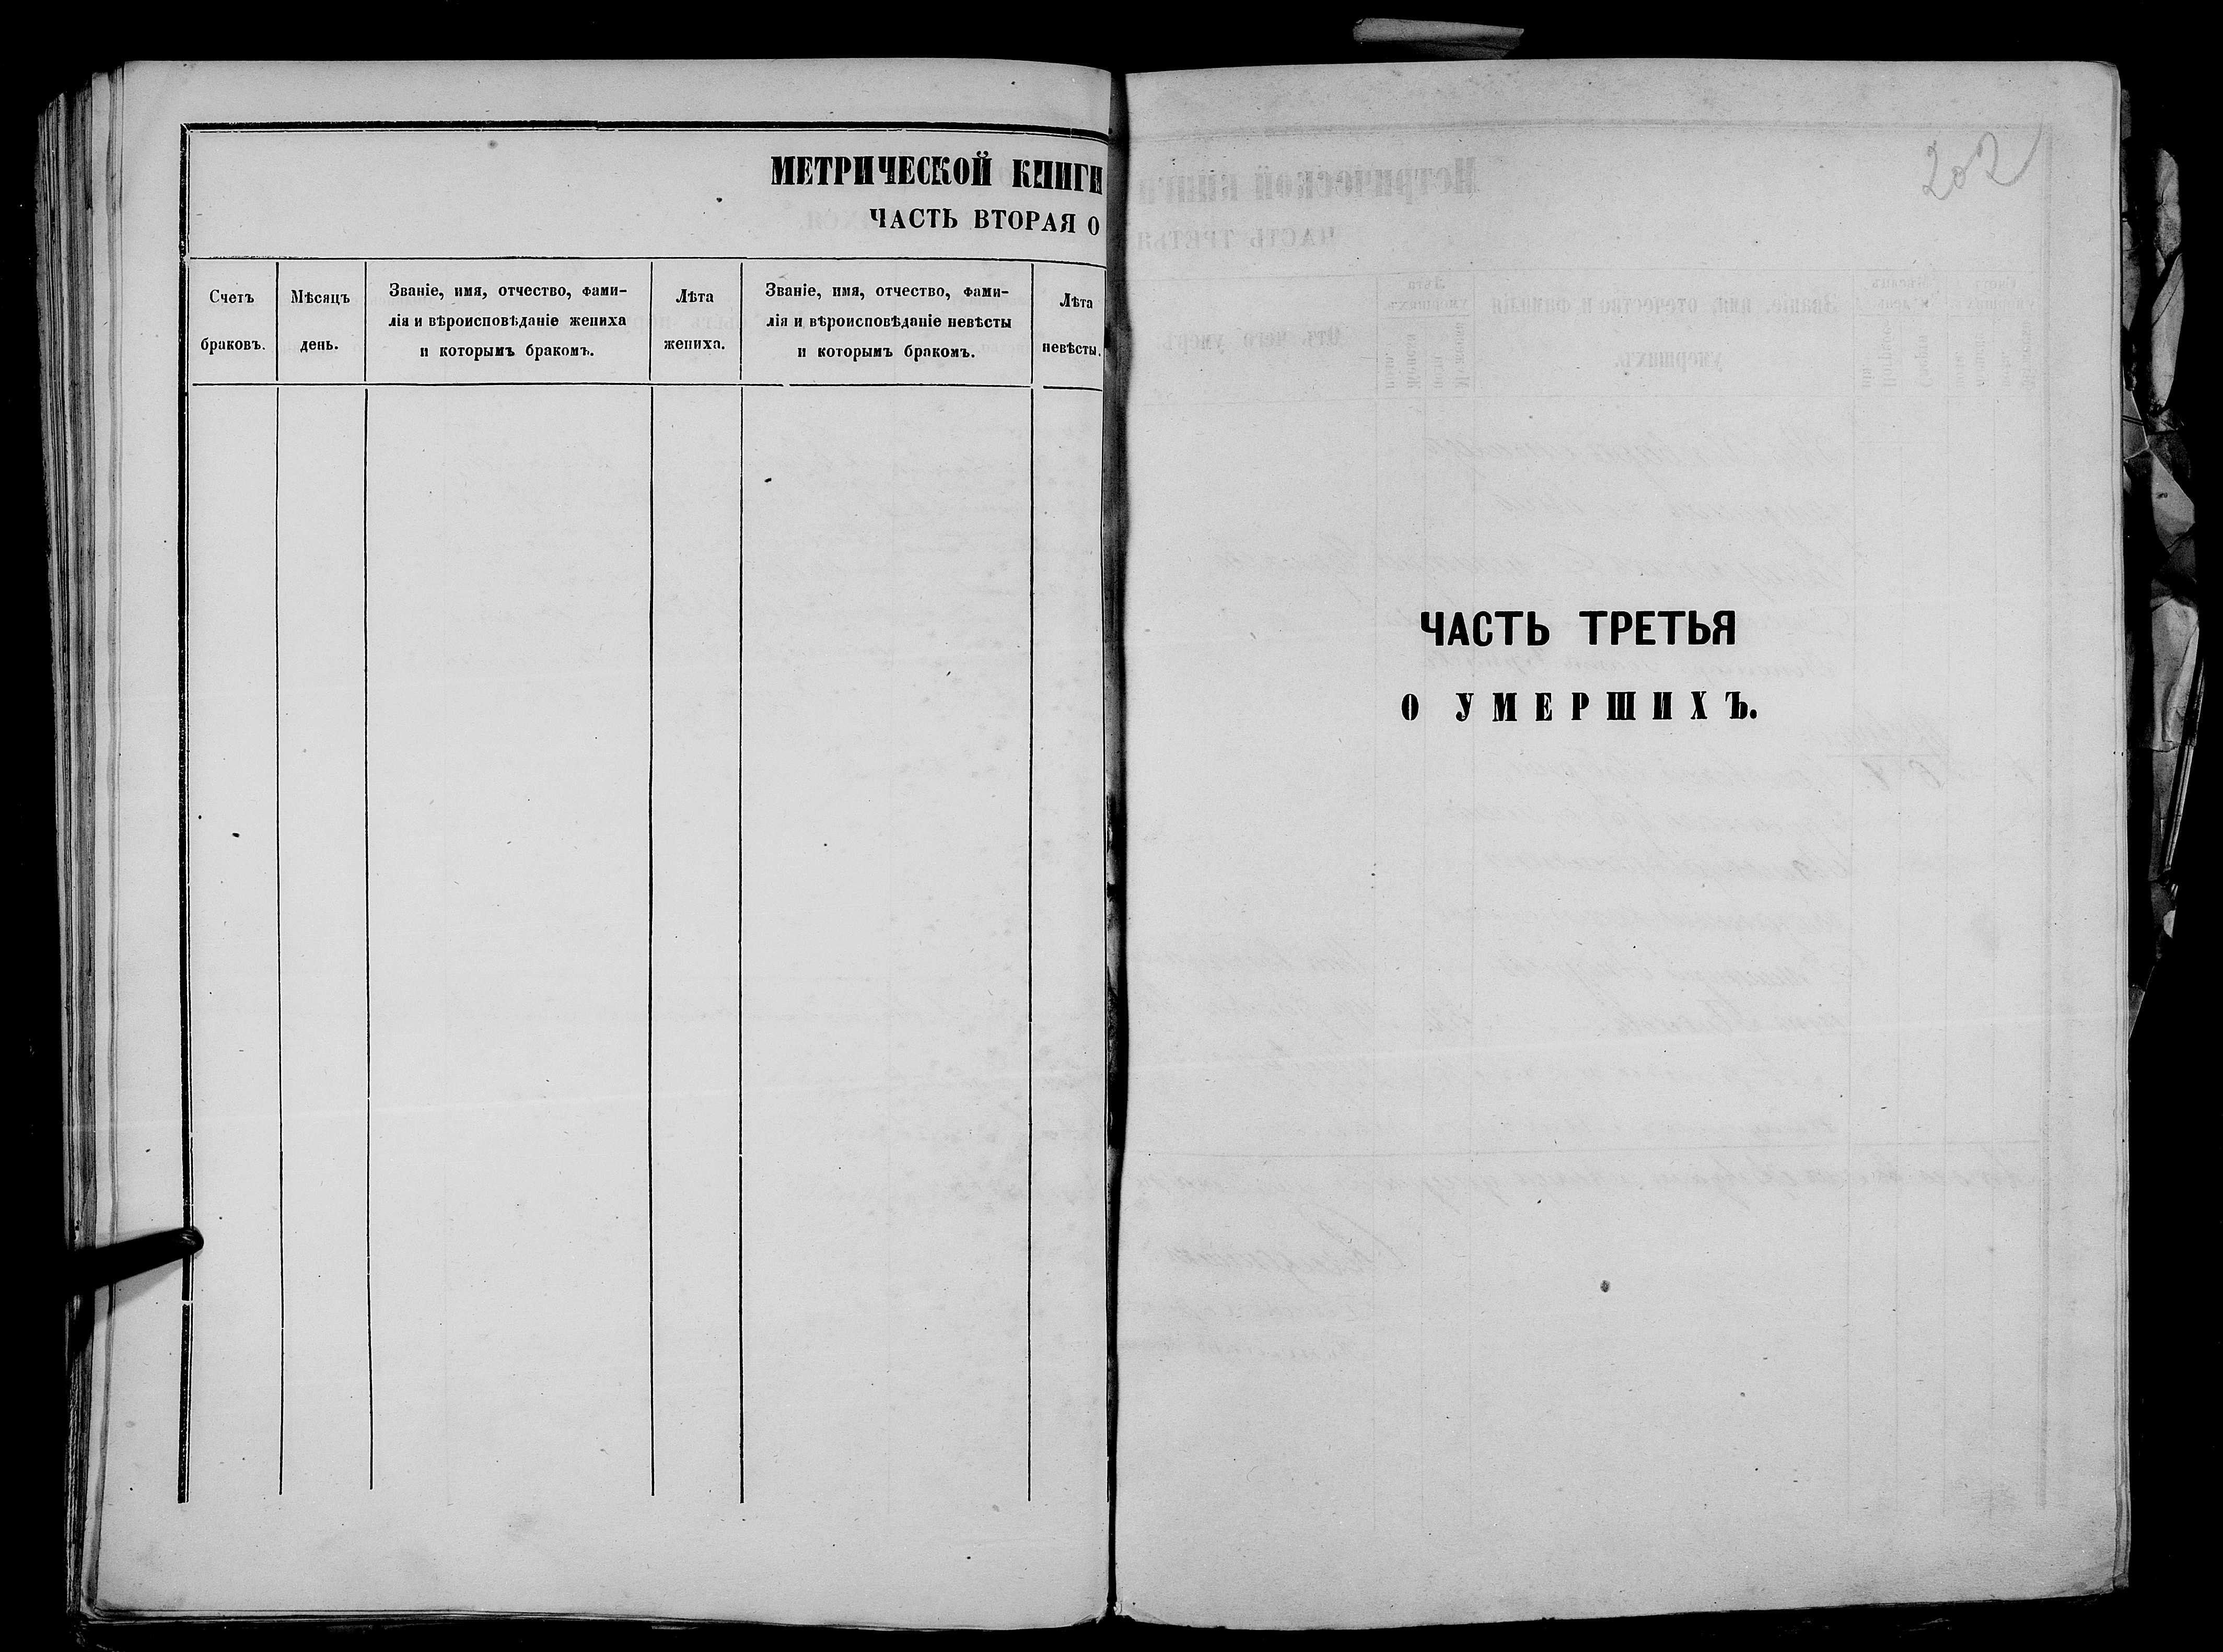 МЕТРИЧЕСКОЙ КНИГИ
ЧАСТЬ ВТОРАЯ О
Счетъ
браковъ.
Мѣсяцъ
день.
Званіе, имя, отчество, фами-
лія и вѣроисповѣданіе жениха
и которымъ бракомъ.
Лѣта
жениха.
Званіе, имя, отчество, фами-
лія и вѣроисповѣданіе невѣсты
и которымъ бракомъ.
Лѣта
невѣсты.
202
ЧАСТЬ ТРЕТЬЯ
О УМЕРШИХЪ.